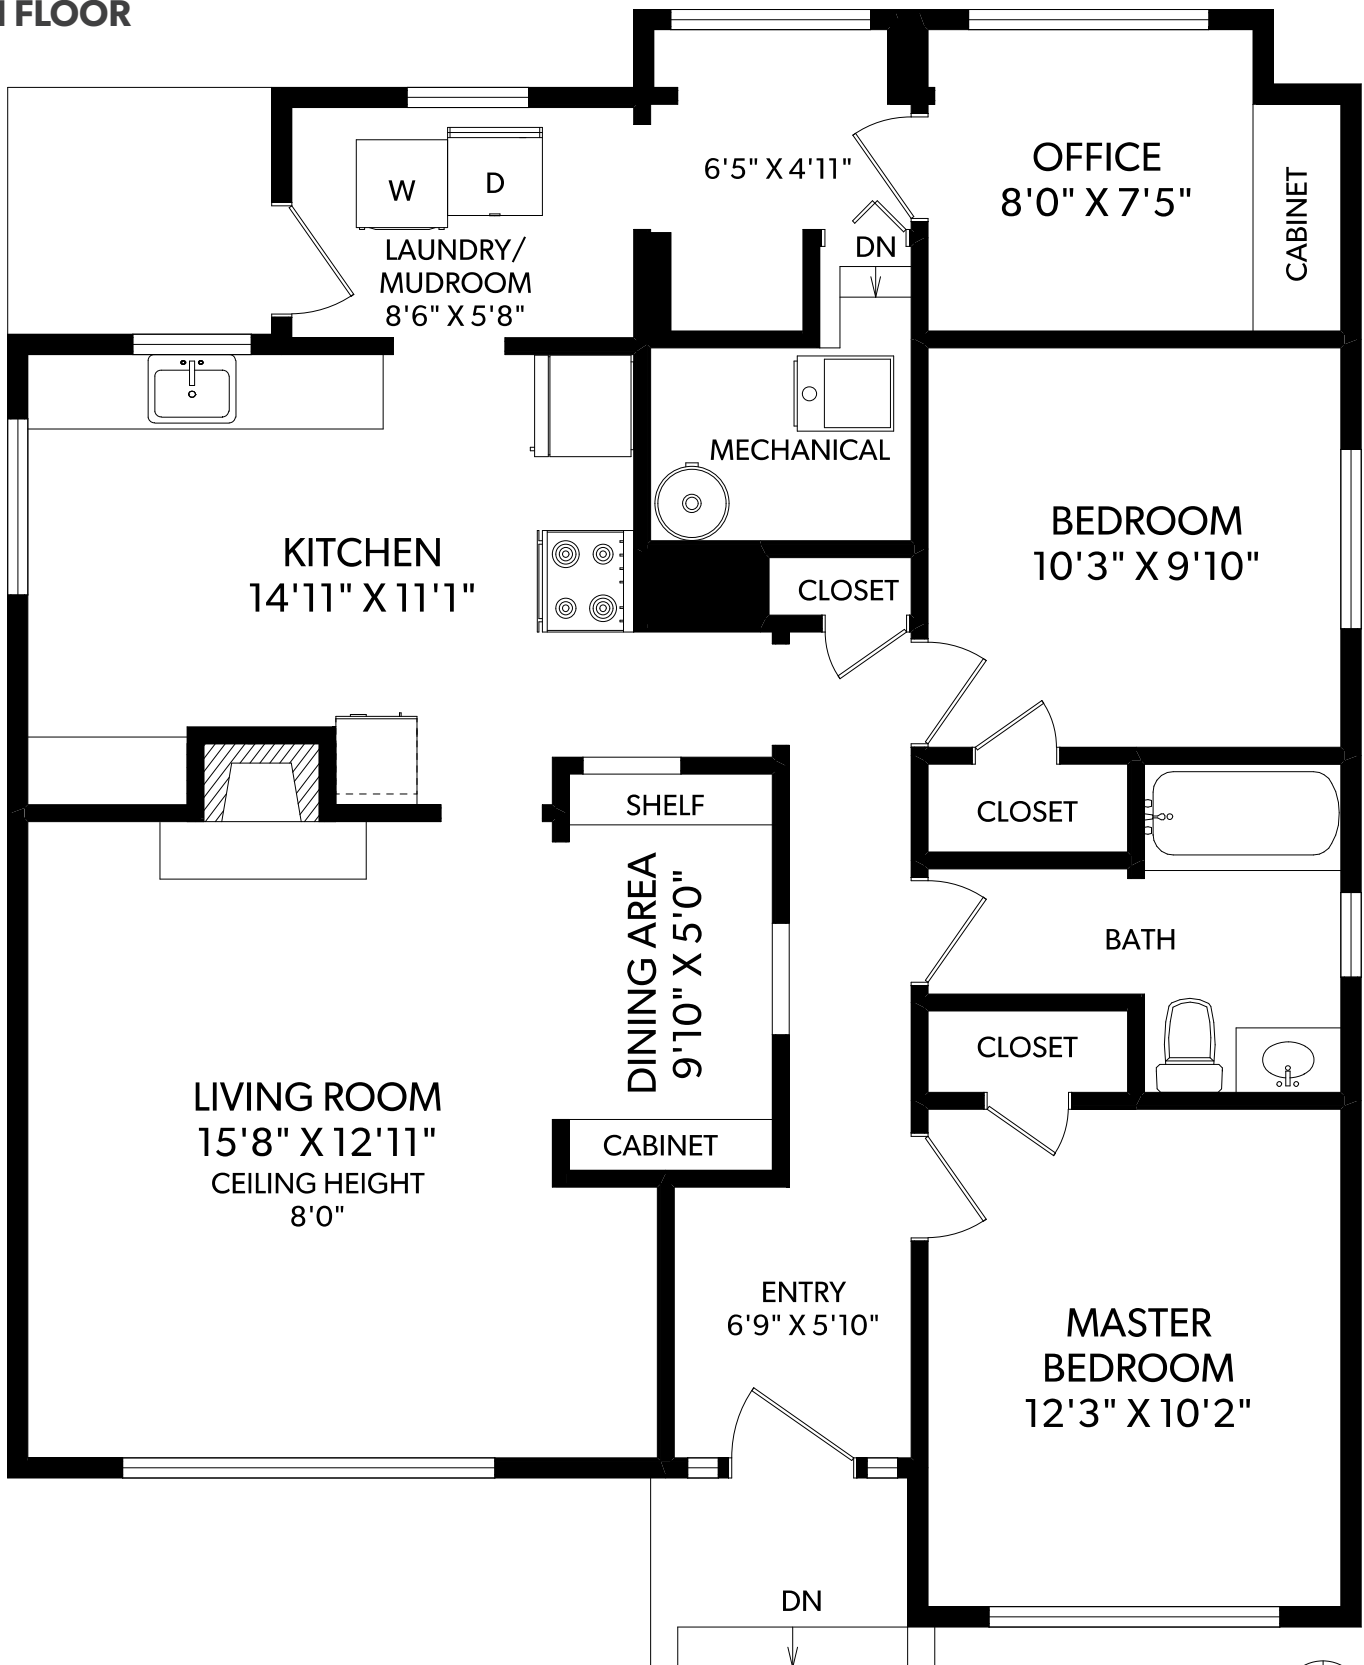 FLOOR
6'5" X 4'11"
OFFICE
8'0" X 7'5"
CABINET
W
D
LAUNDRY/
MUDROOM
8'6" X 5'8"
DN
MECHANICAL
KITCHEN
14'11" X 11'1"
BEDROOM
10'3" X 9'10"
CLOSET
SHELF
CLOSET
DINING AREA
9'10" X 5'0"
BATH
CLOSET
LIVING ROOM
15'8" X 12'11"
CEILING HEIGHT
8'0"
CABINET
ENTRY
6'9" X 5'10"
MASTER
BEDROOM
12'3" X 10'2"
DN